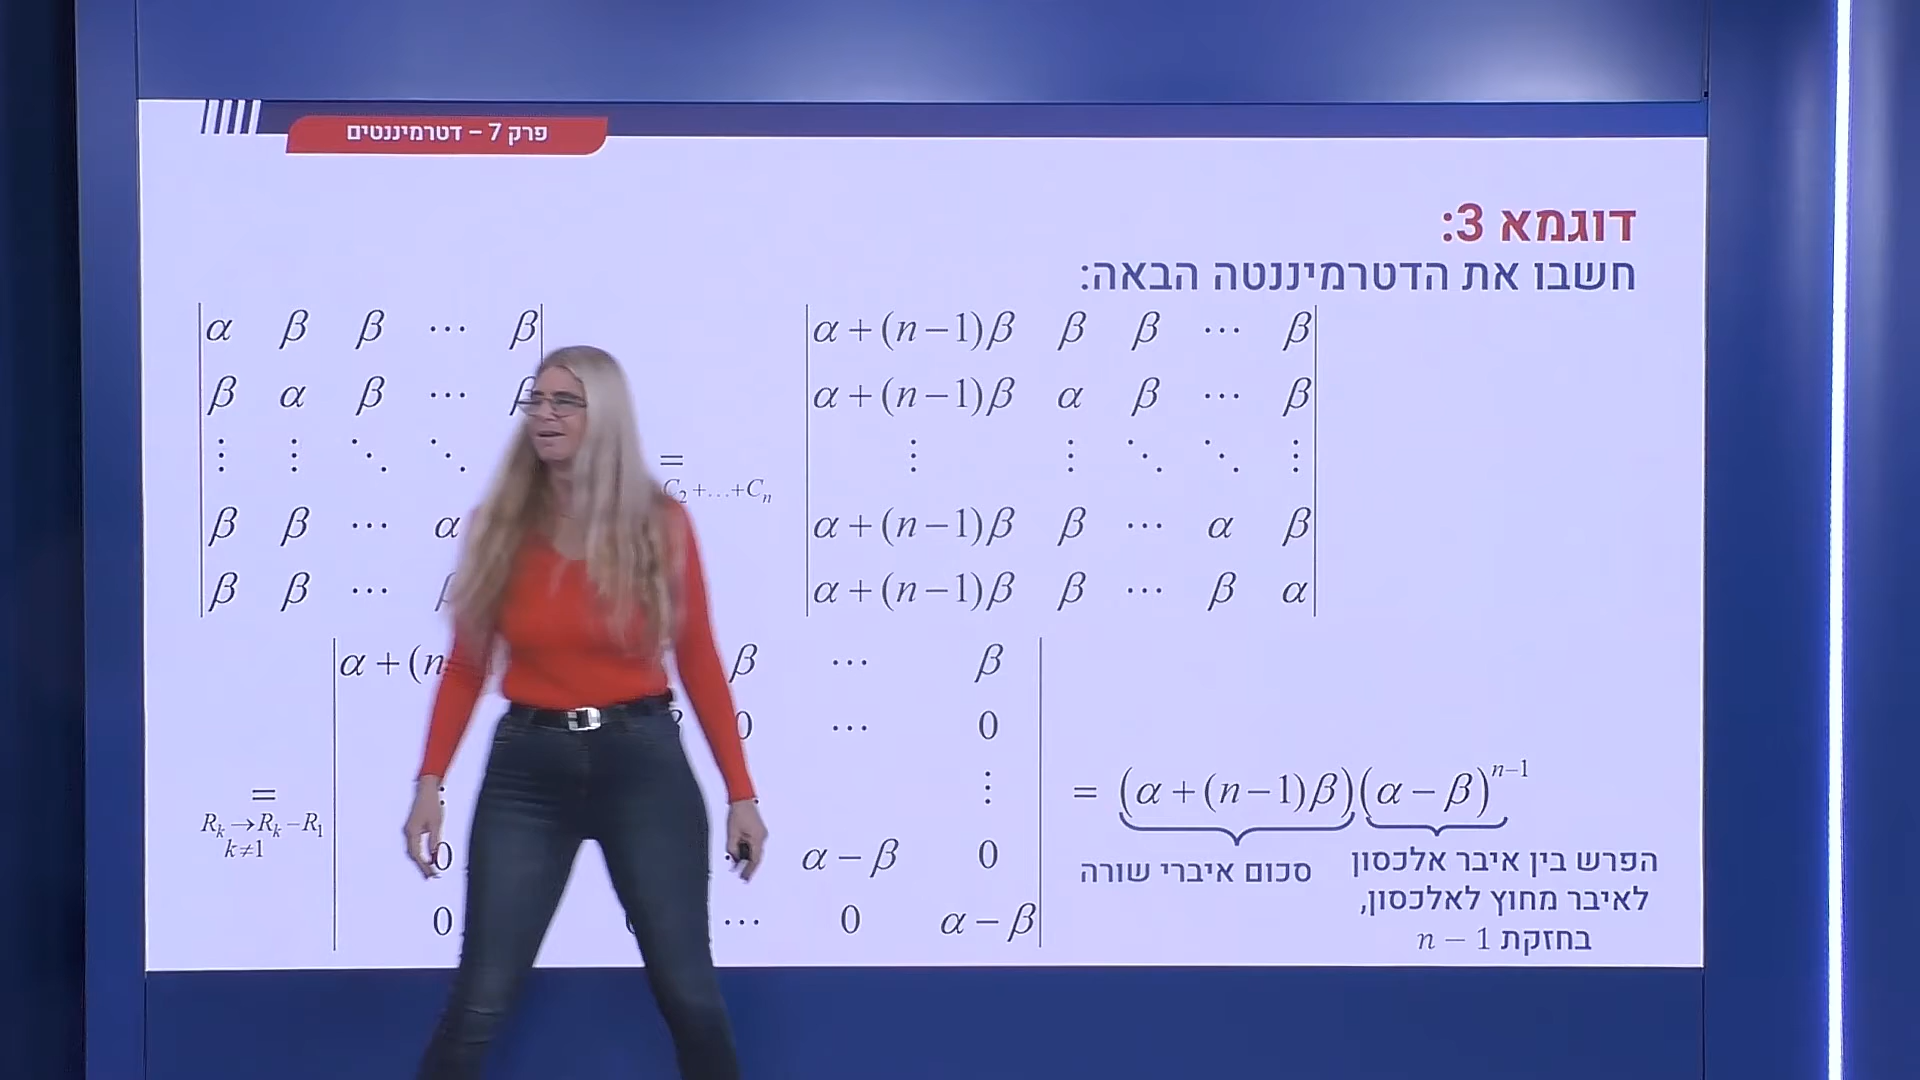 פרק 7 – דטרמיננטים
דוגמא 3:
חשבו את הדטרמיננטה הבאה:
α β β ⋯ β
β α β ⋯ β
⋮ ⋮ ⋱ ⋱
β β ⋯ α
β β ⋯ β
=
C₂+…+Cₙ
α+(n−1)β β β ⋯ β
α+(n−1)β α β ⋯ β
⋮ ⋮ ⋱ ⋱ ⋮
α+(n−1)β β ⋯ α β
α+(n−1)β β ⋯ β α
=
Rₖ→Rₖ−R₁
k≠1
α+(n β ⋯ β
0 ⋯ 0
⋮ ⋮
0 α−β 0
0 ⋯ 0 α−β
= (α+(n−1)β)(α−β)ⁿ⁻¹
סכום איברי שורה
הפרש בין איבר אלכסון
לאיבר מחוץ לאלכסון,
בחזקת n − 1